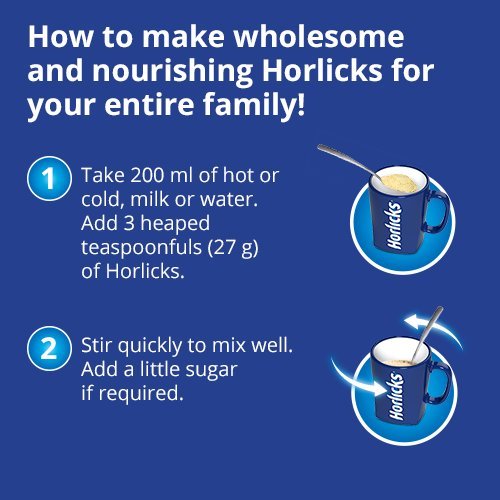 How to make wholesome
and nourishing Horlicks for
your entire family!
1
Take 200 ml of hot or
cold, milk or water.
Add 3 heaped
teaspoonfuls (27 g)
of Horlicks.
Horlicks
2
Stir quickly to mix well.
Add a little sugar
if required.
Horlicks